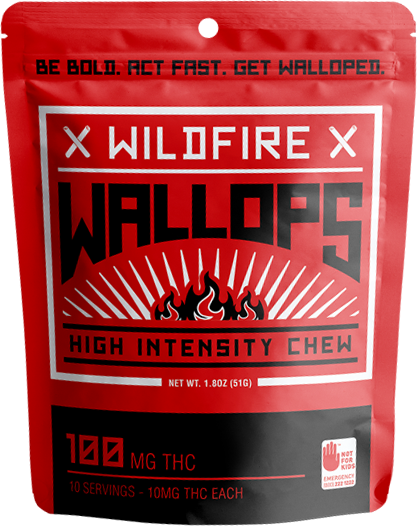 BE BOLD. ACT FAST. GET WALLOPED.
WILDFIRE
WALLOPS
HIGH INTENSITY CHEW
NET WT. 1.8OZ (51G)
100 MG THC
10 SERVINGS - 10MG THC EACH
NOT
FOR
KIDS
EMERGENCY